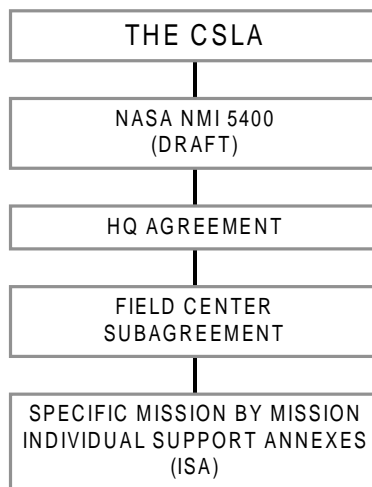 THE CSLA
NASA NMI 5400
(DRAFT)
HQ AGREEMENT
FIELD CENTER
SUBAGREEMENT
SPECIFIC MISSION BY MISSION
INDIVIDUAL SUPPORT ANNEXES
(ISA)